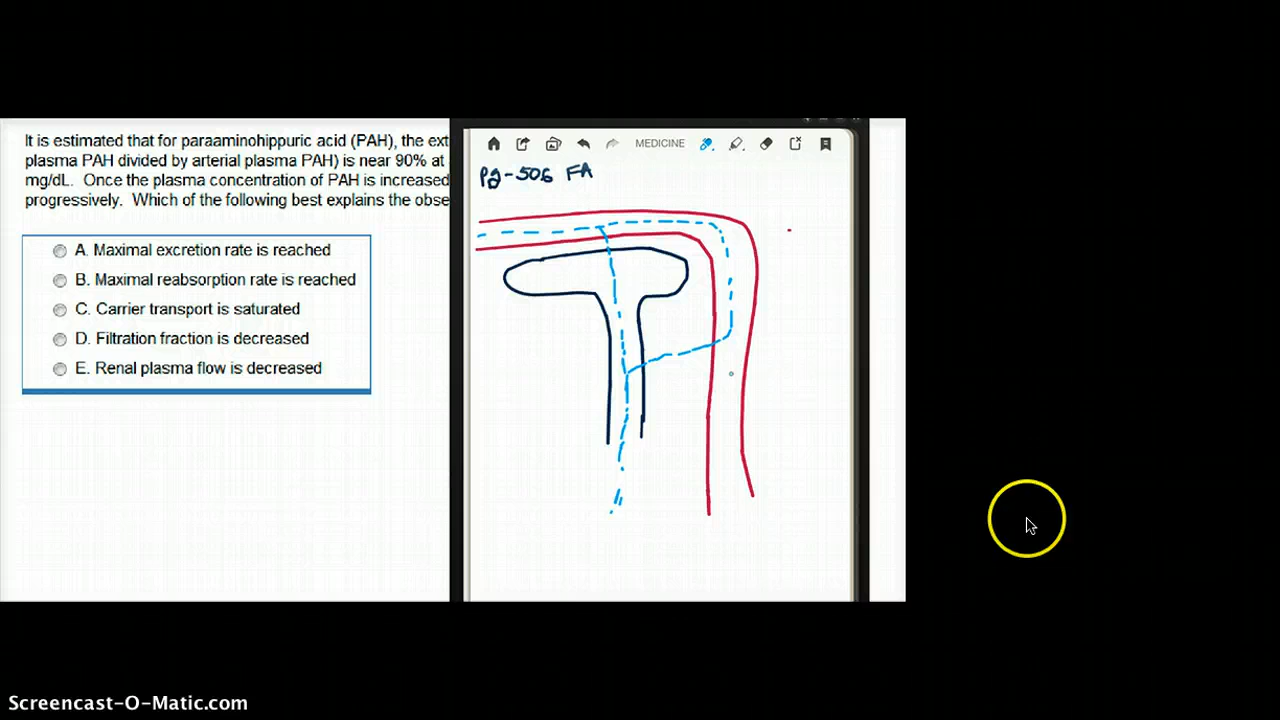 It is estimated that for paraaminohippuric acid (PAH), the ext
plasma PAH divided by arterial plasma PAH) is near 90% at
mg/dL. Once the plasma concentration of PAH is increased
progressively. Which of the following best explains the obse
A. Maximal excretion rate is reached
B. Maximal reabsorption rate is reached
C. Carrier transport is saturated
D. Filtration fraction is decreased
E. Renal plasma flow is decreased
MEDICINE
Pg-506 FA
Screencast-O-Matic.com